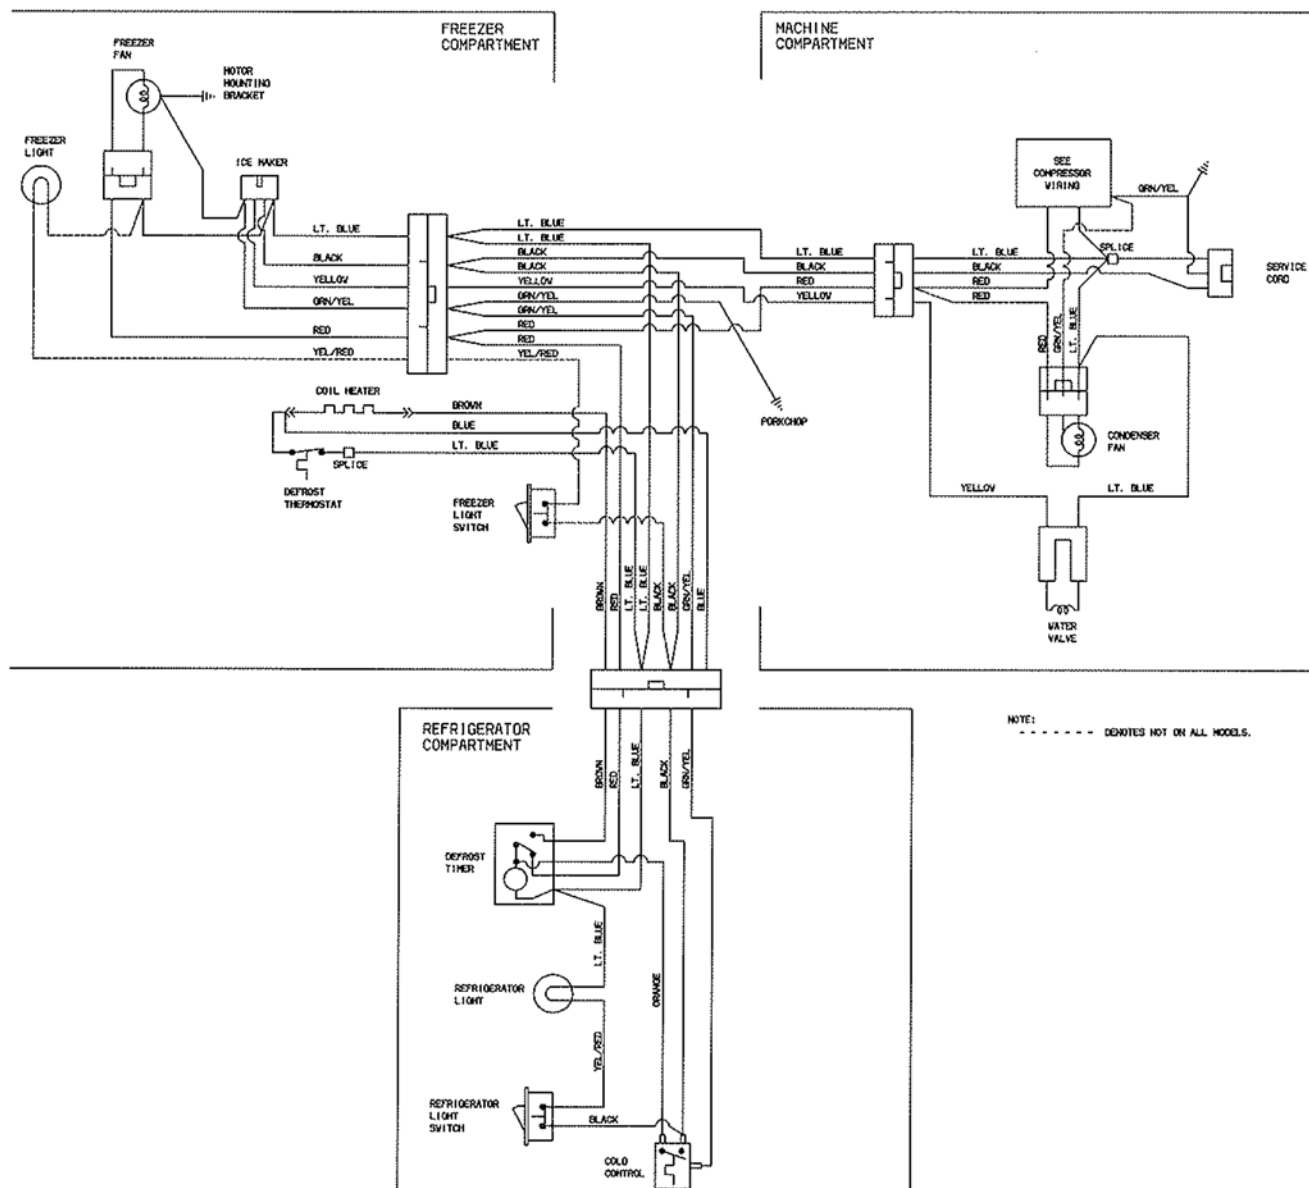 FREEZER
COMPARTMENT
MACHINE
COMPARTMENT
FREEZER
FAN
MOTOR
MOUNTING
BRACKET
FREEZER
LIGHT
ICE MAKER
SEE
COMPRESSOR
WIRING
GRN/YEL
LT. BLUE
BLACK
YELLOW
GRN/YEL
RED
YEL/RED
LT. BLUE
LT. BLUE
BLACK
BLACK
YELLOW
GRN/YEL
GRN/YEL
RED
RED
YEL/RED
LT. BLUE
BLACK
RED
YELLOW
LT. BLUE
BLACK
RED
RED
SPLICE
SERVICE
CORD
RED
GRN/YEL
LT. BLUE
COIL HEATER
BROWN
BLUE
LT. BLUE
SPLICE
DEFROST
THERMOSTAT
PORKCHOP
CONDENSER
FAN
FREEZER
LIGHT
SWITCH
YELLOW
LT. BLUE
WATER
VALVE
BROWN
RED
LT. BLUE
LT. BLUE
BLACK
BLACK
GRN/YEL
BLUE
REFRIGERATOR
COMPARTMENT
NOTE:
- - - - - - - DENOTES NOT ON ALL MODELS.
BROWN
RED
LT. BLUE
BLACK
GRN/YEL
DEFROST
TIMER
LT. BLUE
REFRIGERATOR
LIGHT
ORANGE
YEL/RED
REFRIGERATOR
LIGHT
SWITCH
BLACK
COLD
CONTROL